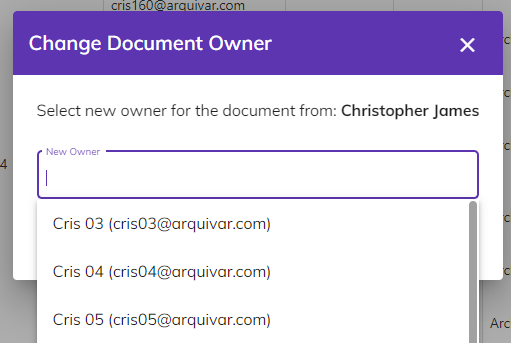 cris160@arquivar.com
Change Document Owner
Select new owner for the document from: Christopher James
New Owner
4
Cris 03 (cris03@arquivar.com)
Cris 04 (cris04@arquivar.com)
Cris 05 (cris05@arquivar.com)
Arc